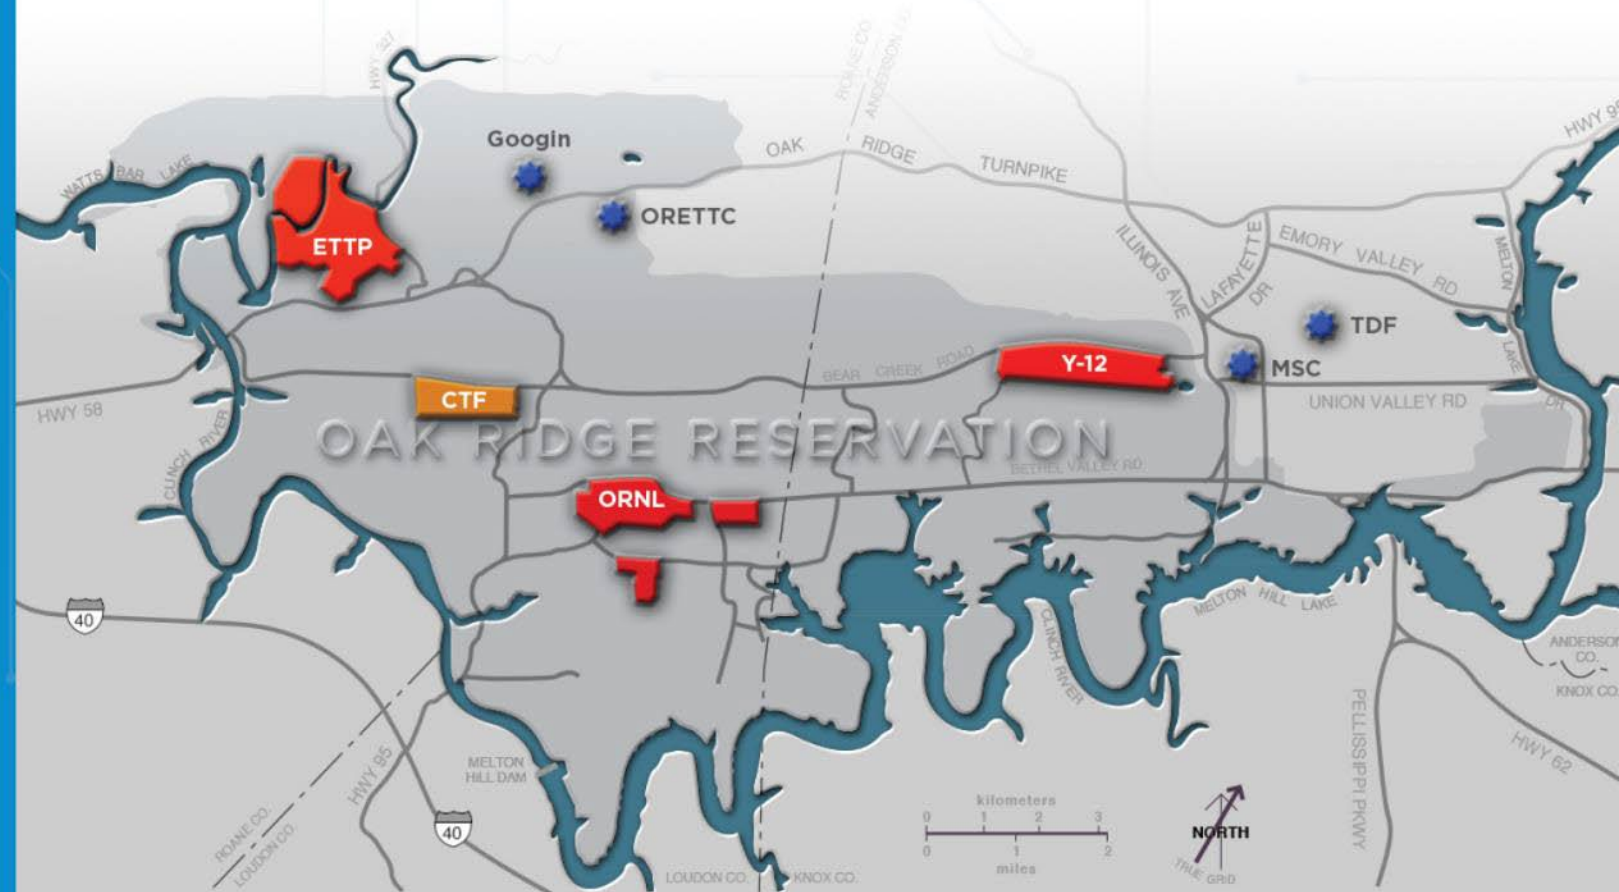 HWY 327
ROANE CO.
ANDERSON CO.
HWY 95
Googin
OAK RIDGE TURNPIKE
WATTS BAR LAKE
ORETTC
ETTP
ILLINOIS AVE
LAFAYETTE
DR
EMORY VALLEY RD
MELTON
LAKE
DR
TDF
MSC
Y-12
BEAR CREEK ROAD
UNION VALLEY RD
HWY 58
CTF
OAK RIDGE RESERVATION
CLINCH RIVER
BETHEL VALLEY RD.
ORNL
40
MELTON HILL LAKE
CLINCH RIVER
ANDERSON
CO.
KNOX CO.
PELLISSIPPI PKWY
HWY 62
MELTON
HILL DAM
HWY 95
ROANE CO.
LOUDON CO.
40
kilometers
0 1 2 3
0 1 2
miles
NORTH
TRUE GRID
LOUDON CO. KNOX CO.